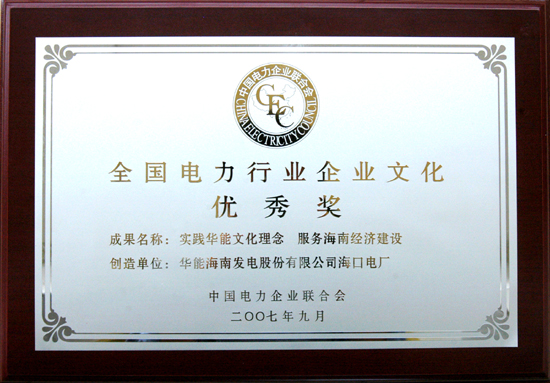 中国电力企业联合会
CEC
CHINA ELECTRICITY COUNCIL
全国电力行业企业文化
优秀奖
成果名称：实践华能文化理念 服务海南经济建设
创造单位：华能海南发电股份有限公司海口电厂
中国电力企业联合会
二〇〇七年九月